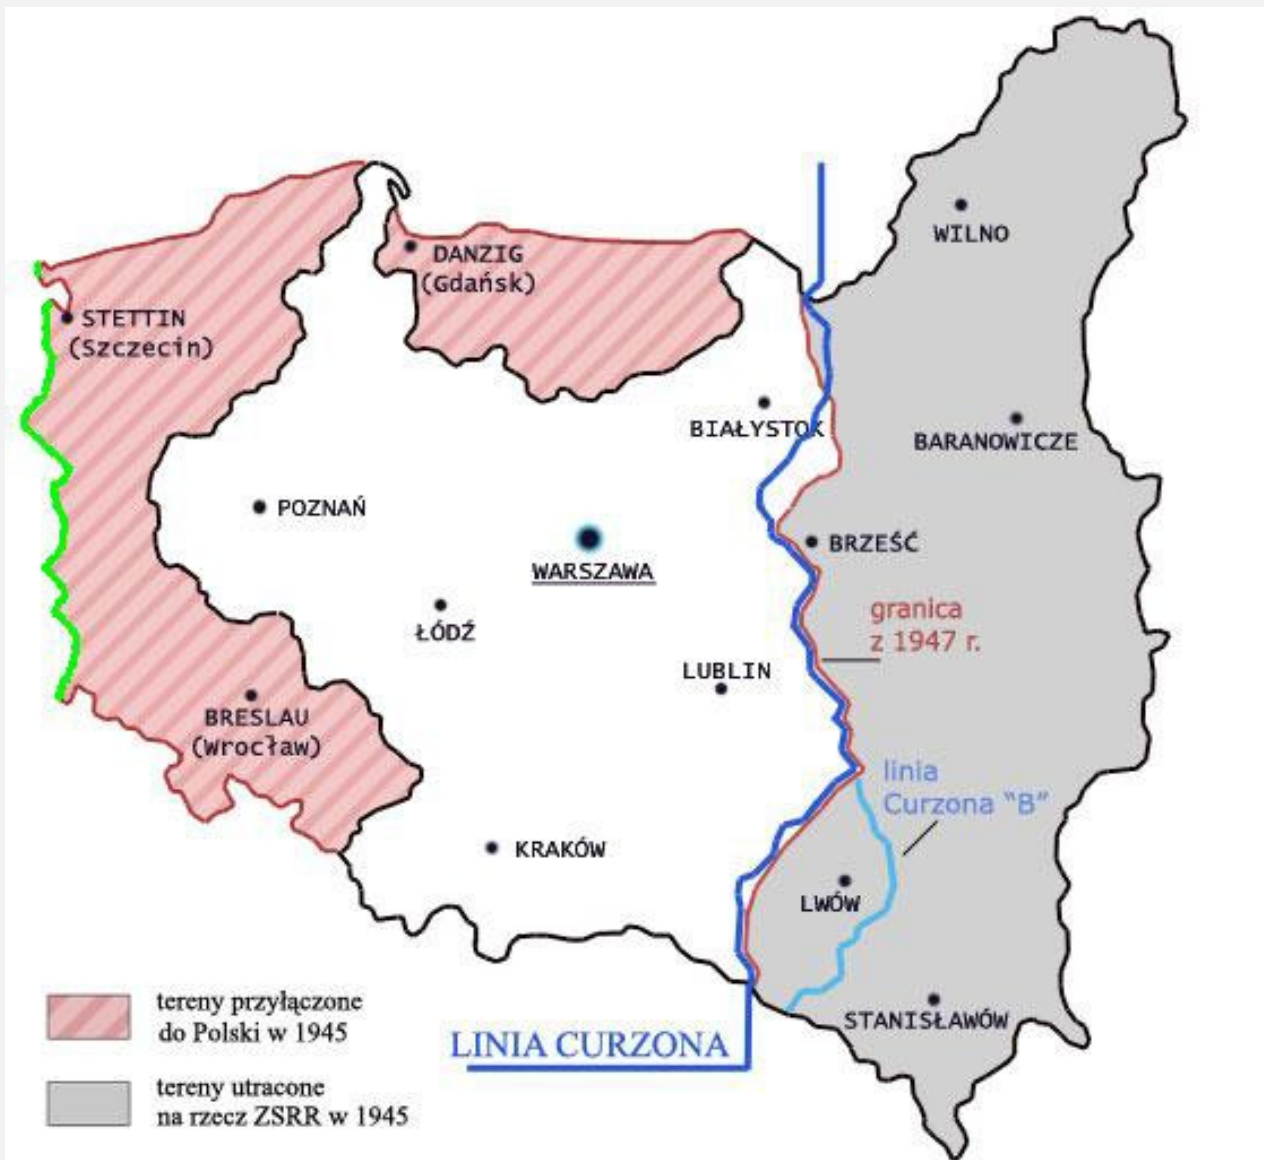 WILNO
DANZIG
(Gdańsk)
STETTIN
(Szczecin)
BIAŁYSTOK
BARANOWICZE
POZNAŃ
BRZEŚĆ
WARSZAWA
granica
z 1947 r.
ŁÓDŹ
LUBLIN
BRESLAU
(Wrocław)
linia
Curzona "B"
KRAKÓW
LWÓW
tereny przyłączone
do Polski w 1945
STANISŁAWÓW
LINIA CURZONA
tereny utracone
na rzecz ZSRR w 1945